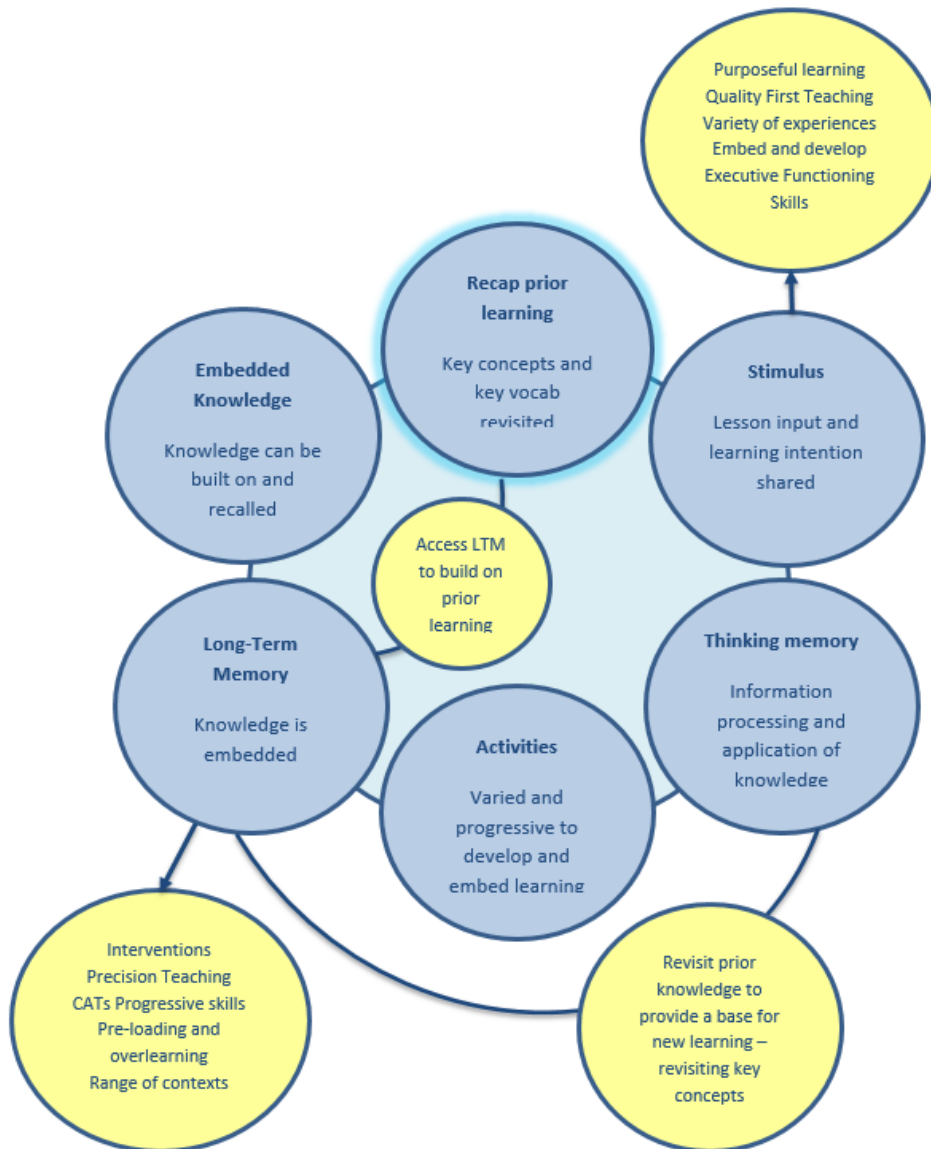 Purposeful learning
Quality First Teaching
Variety of experiences
Embed and develop
Executive Functioning
Skills
Recap prior
learning
Key concepts and
key vocab
revisited
Embedded
Knowledge
Knowledge can be
built on and
recalled
Stimulus
Lesson input and
learning intention
shared
Access LTM
to build on
prior
learning
Long-Term
Memory
Knowledge is
embedded
Thinking memory
Information
processing and
application of
knowledge
Activities
Varied and
progressive to
develop and
embed learning
Interventions
Precision Teaching
CATs Progressive skills
Pre-loading and
overlearning
Range of contexts
Revisit prior
knowledge to
provide a base for
new learning –
revisiting key
concepts